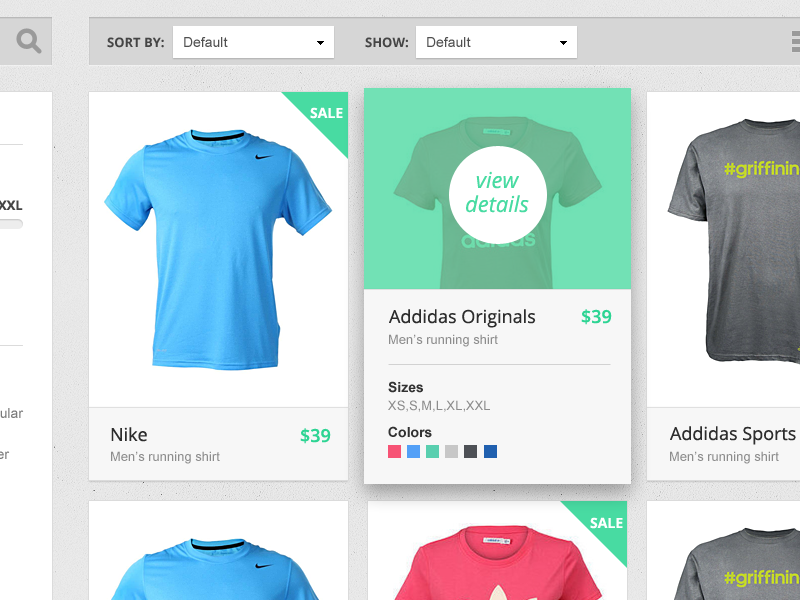 SORT BY: Default SHOW: Default
SALE
XXL
view
details
adidas
#griffinin
Addidas Originals $39
Men's running shirt
Sizes
XS,S,M,L,XL,XXL
Colors
ular
er
Nike $39
Men's running shirt
Addidas Sports
Men's running shirt
SALE
#griffinin